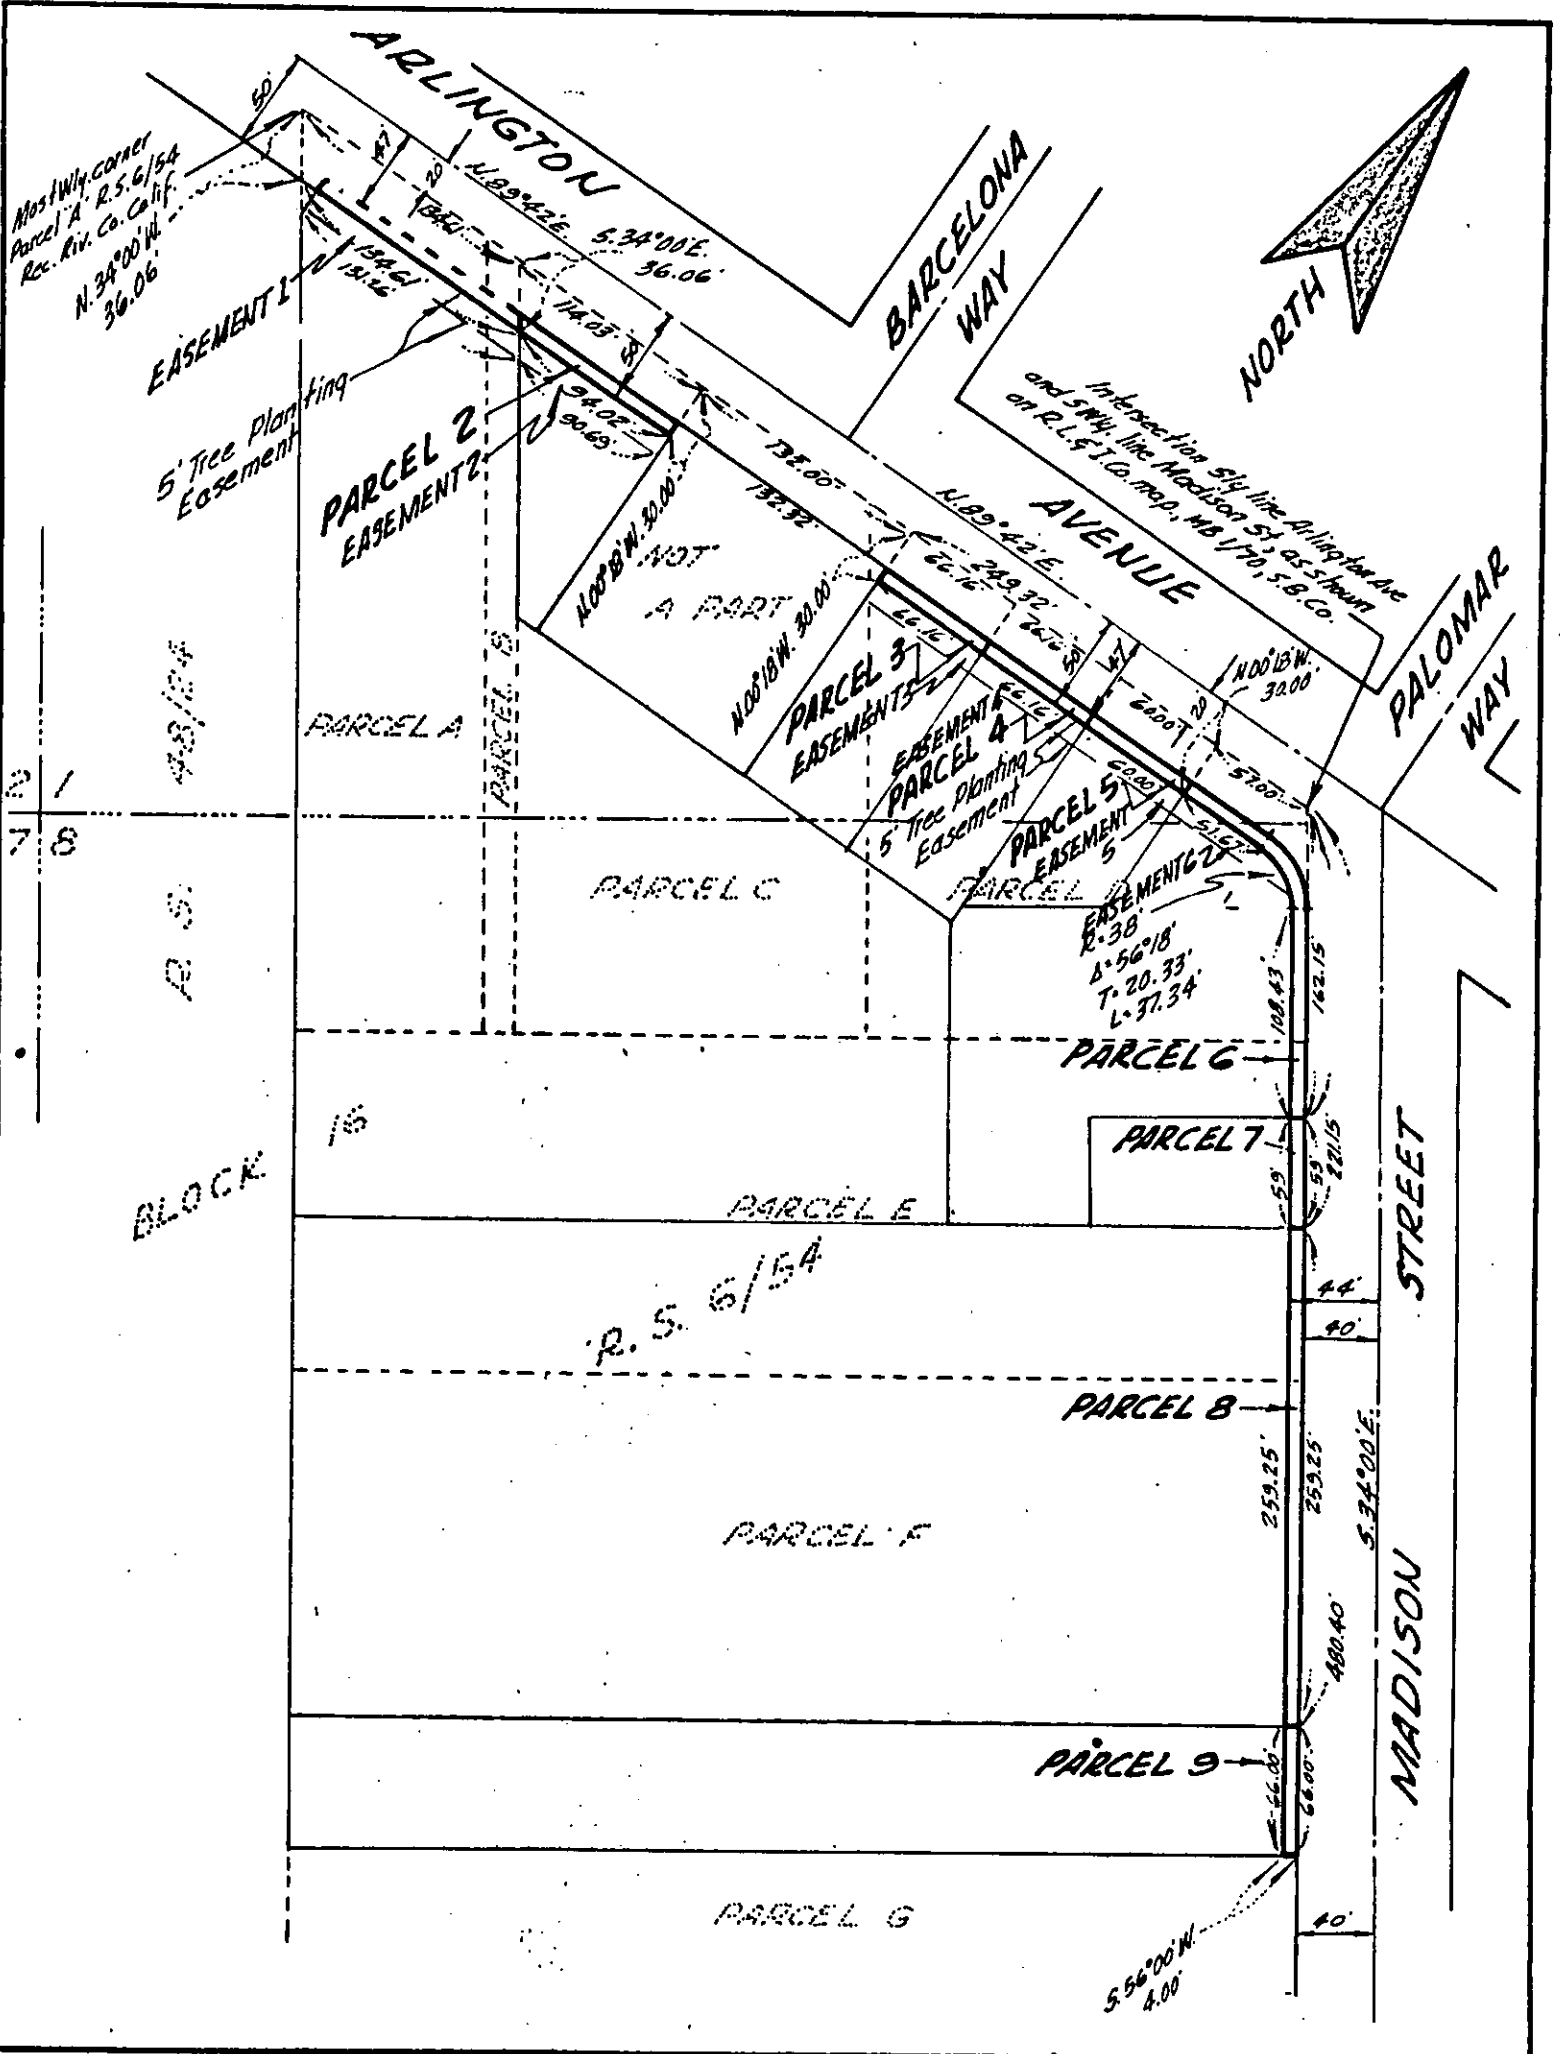 ARLINGTON
AVENUE
BARCELONA
WAY
PALOMAR
WAY
NORTH
MADISON
STREET
Most Wly. corner
Parcel "A" R.S. 6/54
Rec. Riv. Co. Calif.
N.34°00'W.
36.06'
50'
47'
20'
N.89°42'E.
S.34°00'E.
36.06'
134.61'
131.26'
EASEMENT 1
5' Tree Planting
Easement
PARCEL 2
EASEMENT 2
114.03'
50'
94.02'
90.69'
N.00°18'W. 30.00'
132.00'
132.32'
NOT
A PART
N.00°18'W. 30.00'
N.89°42'E.
249.32'
66.16'
66.16'
66.16'
66.16'
50'
47'
20'
Intersection Sly line Arlington Ave
and SWly line Madison St, as shown
on R.L. & I. Co. map, MB 1/70, S.B. Co.
N.00°18'W.
30.00'
60.00'
60.00'
57.00'
51.67'
PARCEL 3
EASEMENT 3
EASEMENT 4
PARCEL 4
5' Tree Planting
Easement
PARCEL 5
EASEMENT
5
EASEMENT 6
R=38'
Δ=56°18'
T=20.33'
L=37.34'
PARCEL A
PARCEL B
PARCEL C
PARCEL
R. S. 48/24
2 1
7 8
BLOCK
16
PARCEL E
R. S. 6/54
PARCEL F
PARCEL G
108.43'
162.15'
PARCEL 6
PARCEL 7
59'
59'
221.15'
44'
40'
PARCEL 8
259.25'
259.25'
S.34°00'E.
480.40'
PARCEL 9
66.00'
66.00'
40'
S.56°00'W.
4.00'